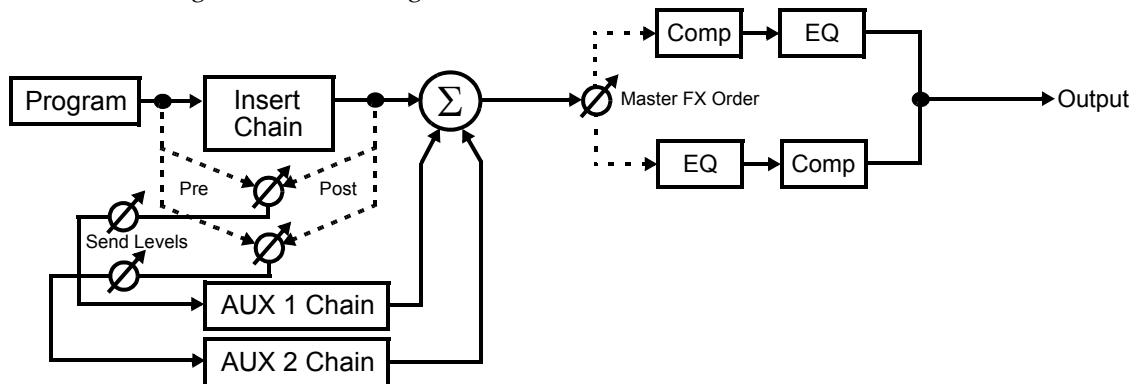 Comp
EQ
Program
Insert
Chain
Σ
Master FX Order
Output
EQ
Comp
Pre
Post
Send Levels
AUX 1 Chain
AUX 2 Chain